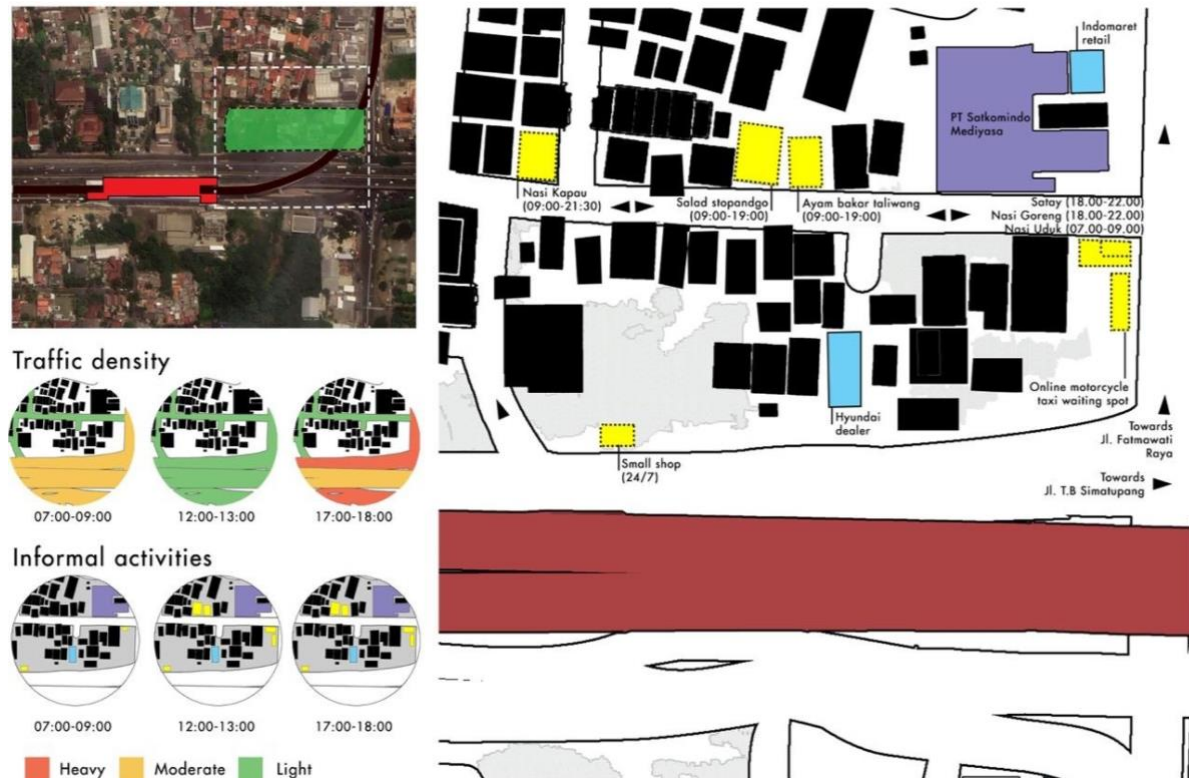 Traffic density
07:00-09:00
12:00-13:00
17:00-18:00
Informal activities
07:00-09:00
12:00-13:00
17:00-18:00
Heavy
Moderate
Light
Indomaret
retail
PT Satkomindo
Mediyasa
Nasi Kapau
(09:00-21:30)
Salad stopandgo
(09:00-19:00)
Ayam bakar taliwang
(09:00-19:00)
Satay (18.00-22.00)
Nasi Goreng (18.00-22.00)
Nasi Uduk (07.00-09.00)
Online motorcycle
taxi waiting spot
Hyundai
dealer
Small shop
(24/7)
Towards
Jl. Fatmawati
Raya
Towards
Jl. T.B Simatupang